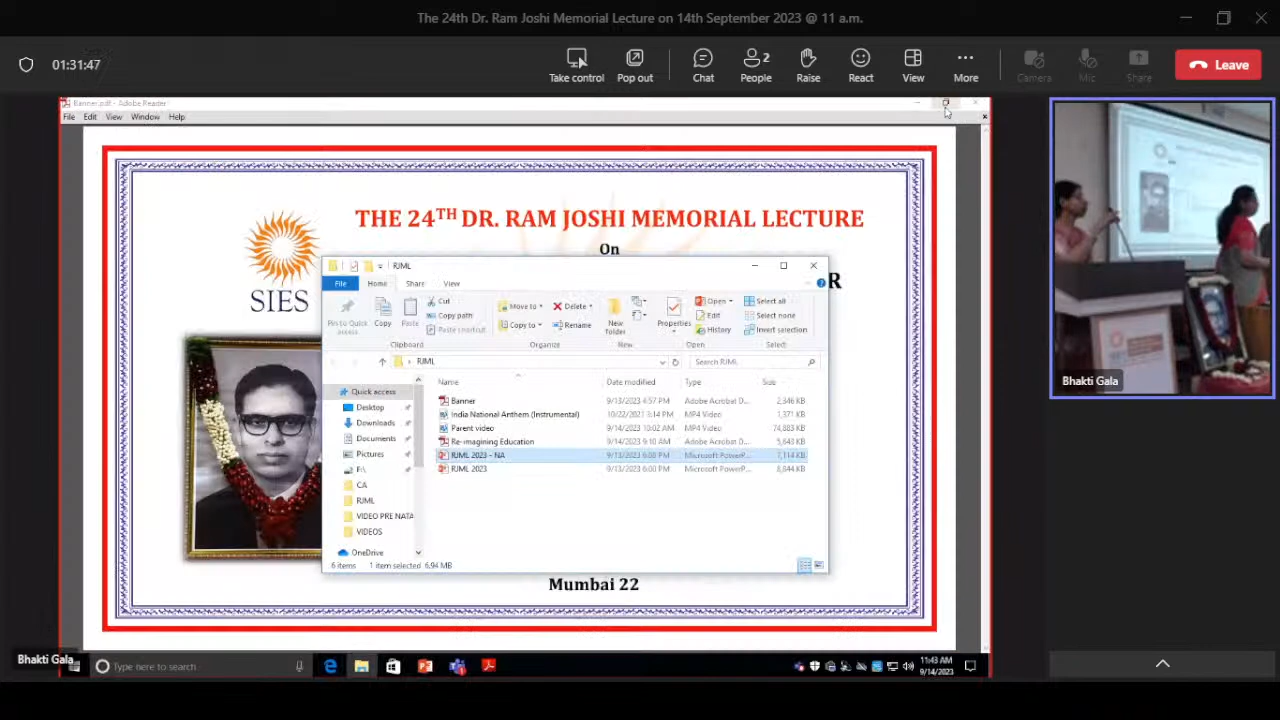 The 24th Dr. Ram Joshi Memorial Lecture on 14th September 2023 @ 11 a.m.
01:31:47
Take control
Pop out
Chat
2
People
Raise
React
View
More
Camera
Mic
Share
Leave
Banner.pdf - Adobe Reader
File Edit View Window Help
THE 24TH DR. RAM JOSHI MEMORIAL LECTURE
On
R
SIES
RJML
File Home Share View
Pin to Quick access
Copy
Paste
Cut
Copy path
Paste shortcut
Clipboard
Move to
Copy to
Delete
Rename
Organize
New folder
New
Properties
Open
Edit
History
Open
Select all
Select none
Invert selection
Select
RJML
Search RJML
Name Date modified Type Size
Quick access
Desktop
Downloads
Documents
Pictures
F:\
CA
RJML
VIDEO PRE NATA
VIDEOS
OneDrive
Banner 9/13/2023 4:57 PM Adobe Acrobat D... 2,346 KB
India National Anthem (Instrumental) 10/22/2021 3:14 PM MP4 Video 1,371 KB
Parent video 9/14/2023 10:02 AM MP4 Video 74,883 KB
Re-imagining Education 9/14/2023 9:10 AM Adobe Acrobat D... 5,643 KB
RJML 2023 - NA 9/13/2023 6:08 PM Microsoft PowerP... 7,114 KB
RJML 2023 9/13/2023 6:00 PM Microsoft PowerP... 8,844 KB
6 items 1 item selected 6.94 MB
Mumbai 22
Bhakti Gala
Bhakti Gala
Type here to search
11:43 AM
9/14/2023